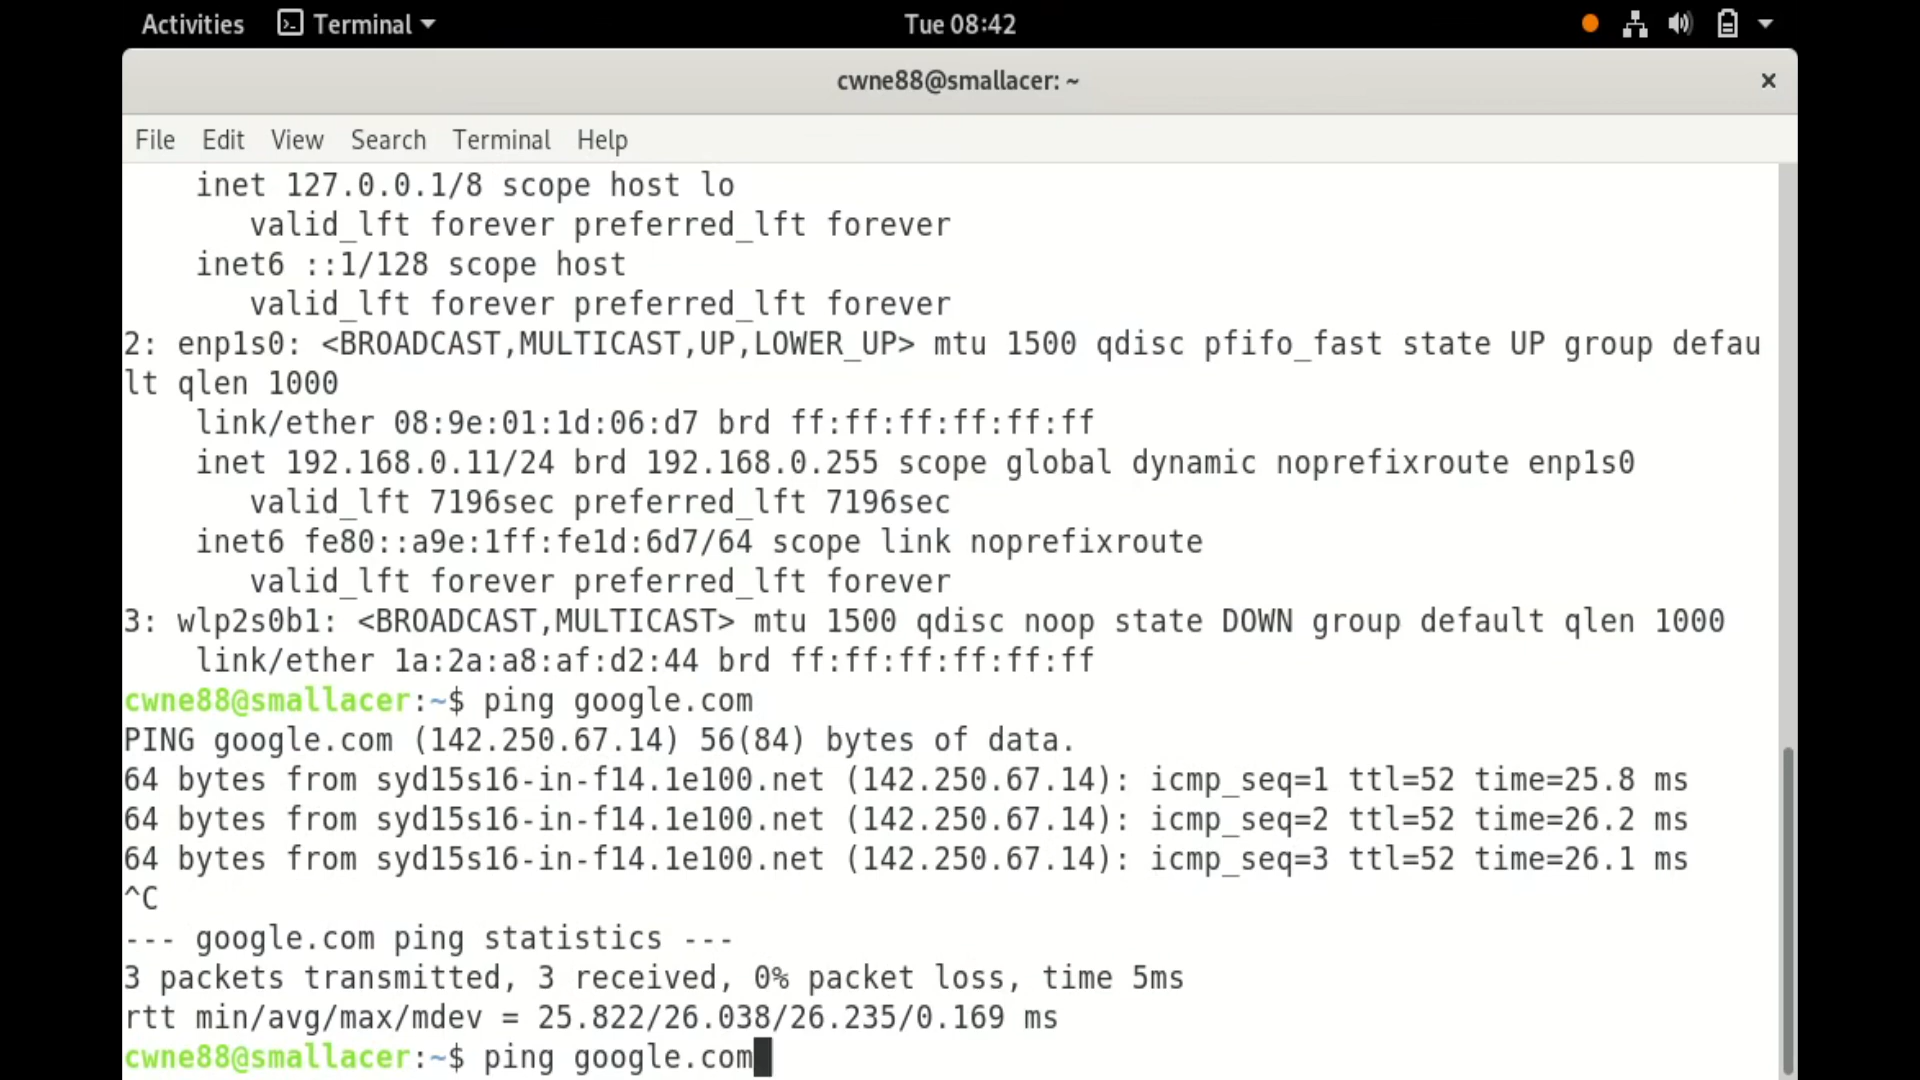 Activities Terminal Tue 08:42
cwne88@smallacer: ~ ×
File Edit View Search Terminal Help
inet 127.0.0.1/8 scope host lo
valid_lft forever preferred_lft forever
inet6 ::1/128 scope host
valid_lft forever preferred_lft forever
2: enp1s0: <BROADCAST,MULTICAST,UP,LOWER_UP> mtu 1500 qdisc pfifo_fast state UP group defau
lt qlen 1000
link/ether 08:9e:01:1d:06:d7 brd ff:ff:ff:ff:ff:ff
inet 192.168.0.11/24 brd 192.168.0.255 scope global dynamic noprefixroute enp1s0
valid_lft 7196sec preferred_lft 7196sec
inet6 fe80::a9e:1ff:fe1d:6d7/64 scope link noprefixroute
valid_lft forever preferred_lft forever
3: wlp2s0b1: <BROADCAST,MULTICAST> mtu 1500 qdisc noop state DOWN group default qlen 1000
link/ether 1a:2a:a8:af:d2:44 brd ff:ff:ff:ff:ff:ff
cwne88@smallacer:~$ ping google.com
PING google.com (142.250.67.14) 56(84) bytes of data.
64 bytes from syd15s16-in-f14.1e100.net (142.250.67.14): icmp_seq=1 ttl=52 time=25.8 ms
64 bytes from syd15s16-in-f14.1e100.net (142.250.67.14): icmp_seq=2 ttl=52 time=26.2 ms
64 bytes from syd15s16-in-f14.1e100.net (142.250.67.14): icmp_seq=3 ttl=52 time=26.1 ms
^C
--- google.com ping statistics ---
3 packets transmitted, 3 received, 0% packet loss, time 5ms
rtt min/avg/max/mdev = 25.822/26.038/26.235/0.169 ms
cwne88@smallacer:~$ ping google.com